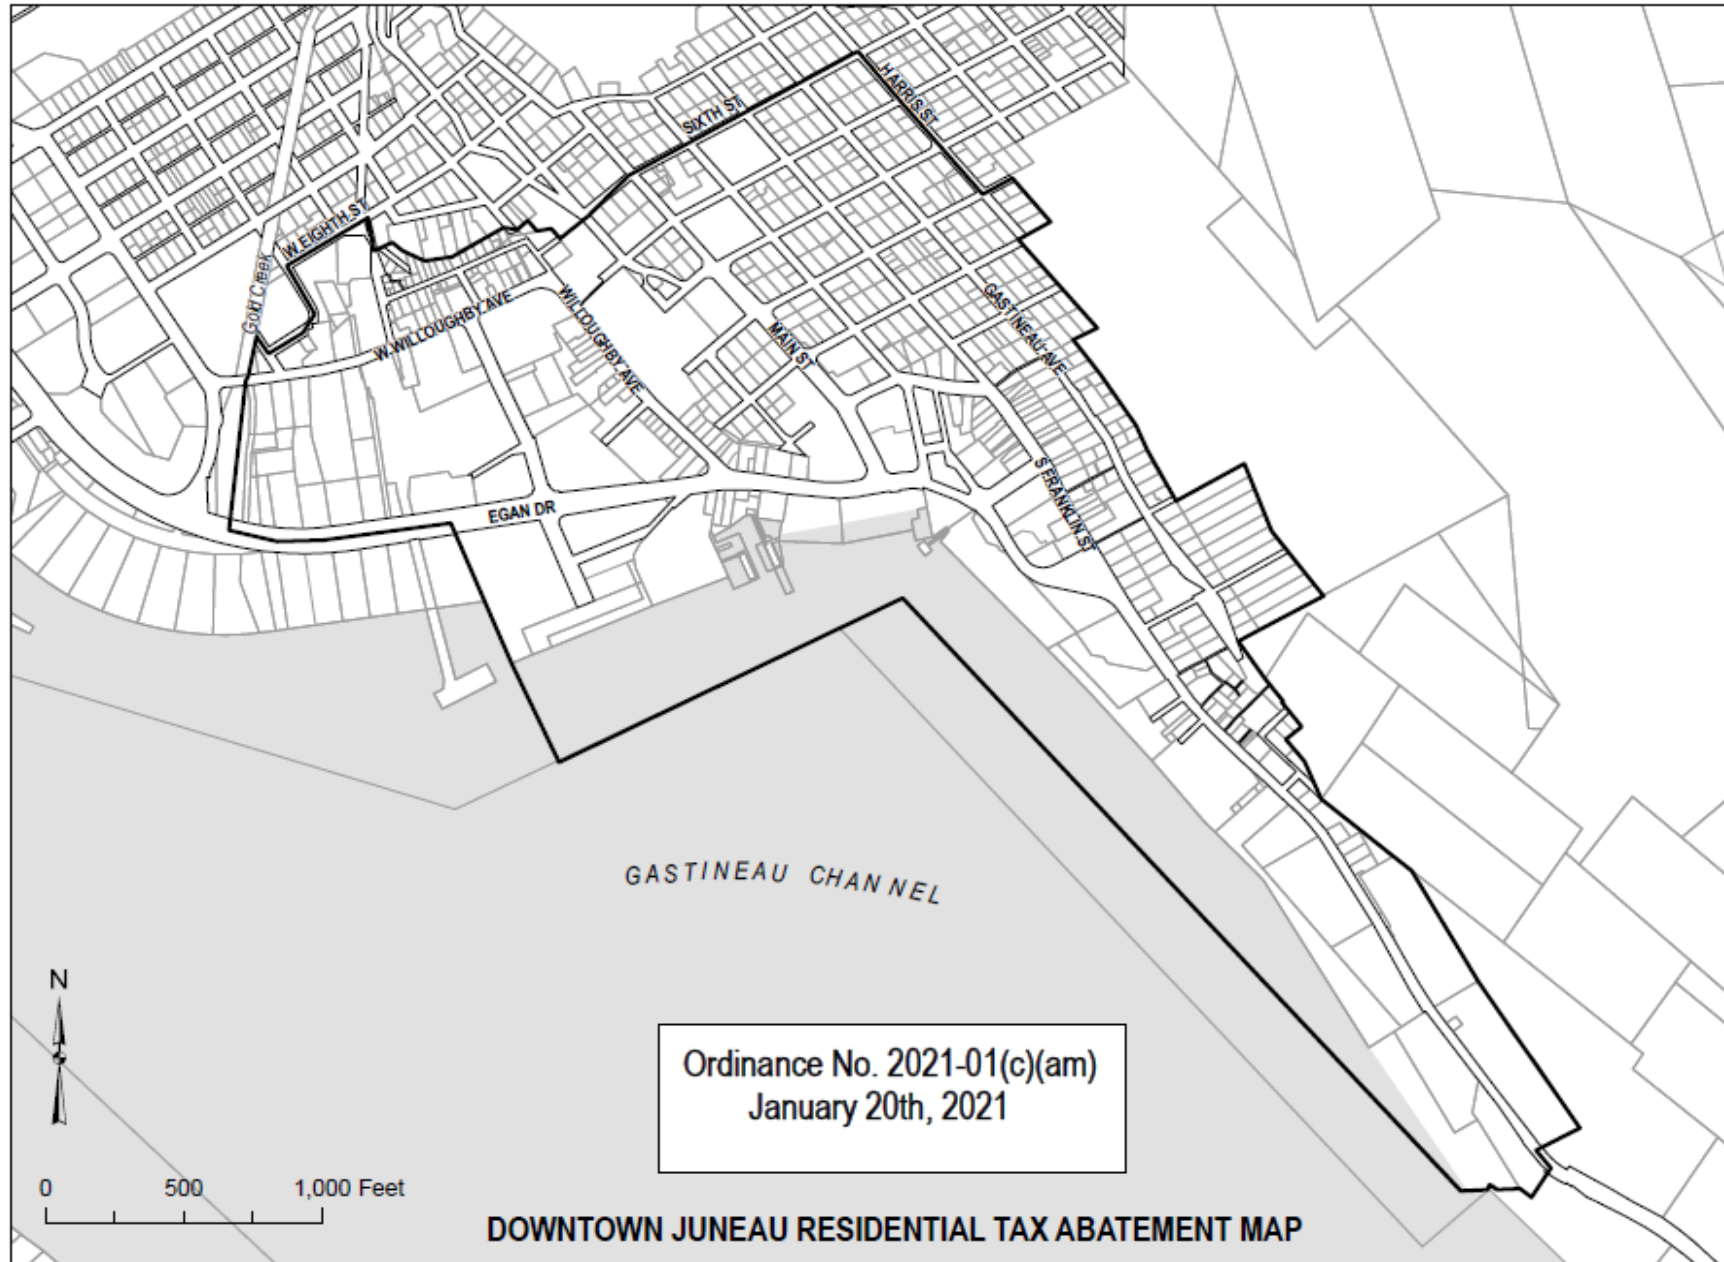 SIXTH ST
HARRIS ST
W EIGHTH ST
Gold Creek
W WILLOUGHBY AVE
WILLOUGHBY AVE
MAIN ST
GASTINEAU AVE
S FRANKLIN ST
EGAN DR
GASTINEAU CHANNEL
N
Ordinance No. 2021-01(c)(am)
January 20th, 2021
0 500 1,000 Feet
DOWNTOWN JUNEAU RESIDENTIAL TAX ABATEMENT MAP